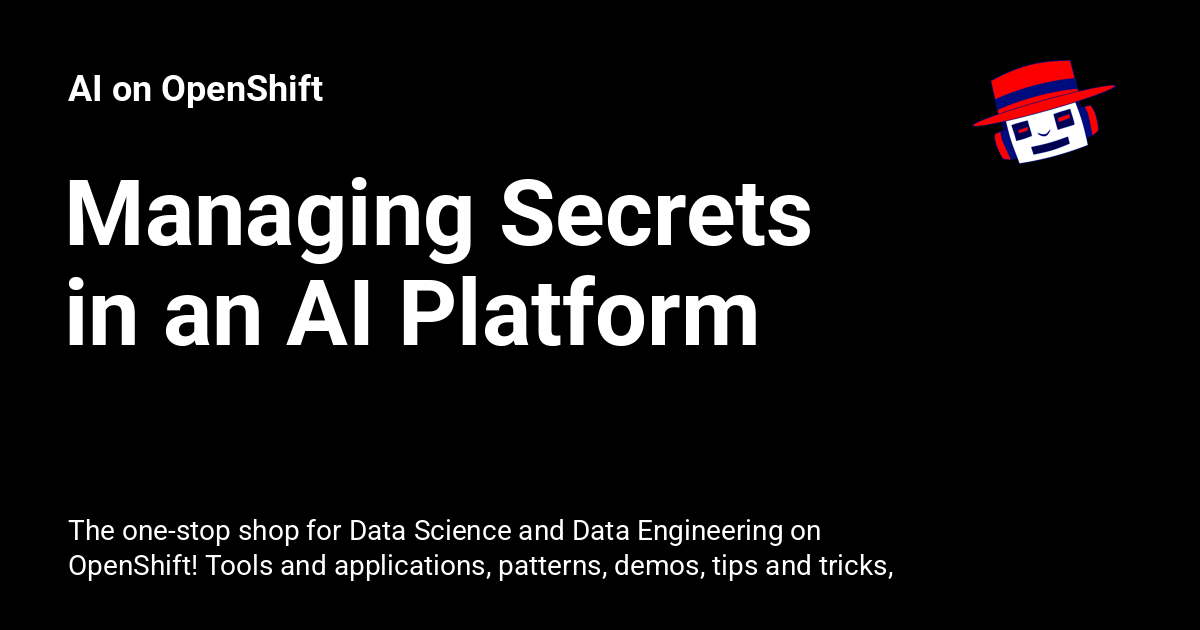 AI on OpenShift
Managing Secrets
in an AI Platform
The one-stop shop for Data Science and Data Engineering on
OpenShift! Tools and applications, patterns, demos, tips and tricks,